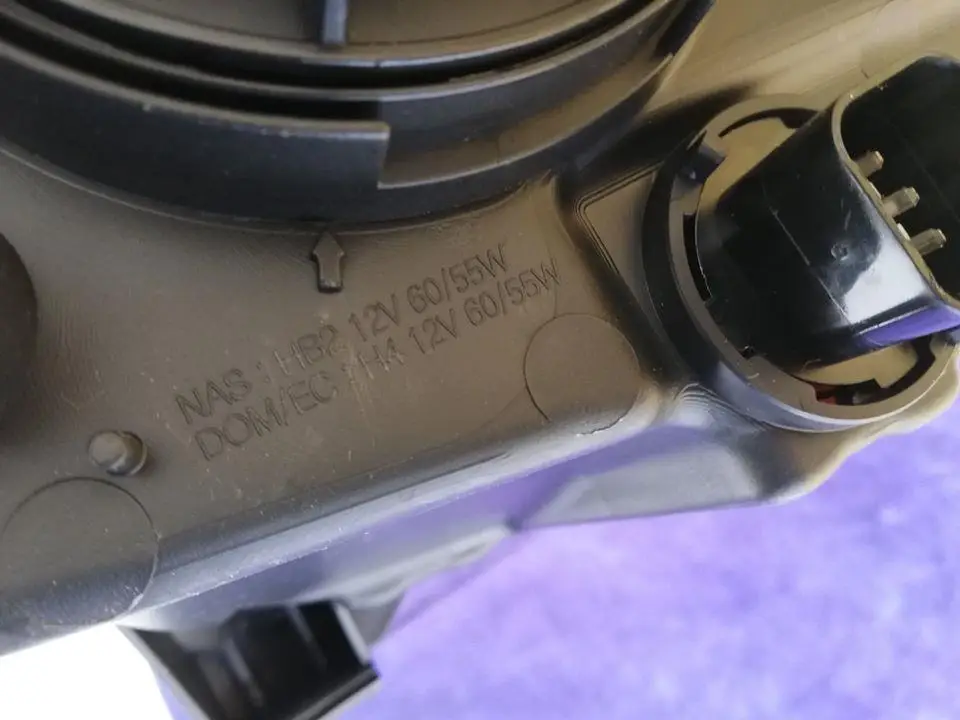 NAS : HB2 12V 60/55W
DOM/EC : H4 12V 60/55W